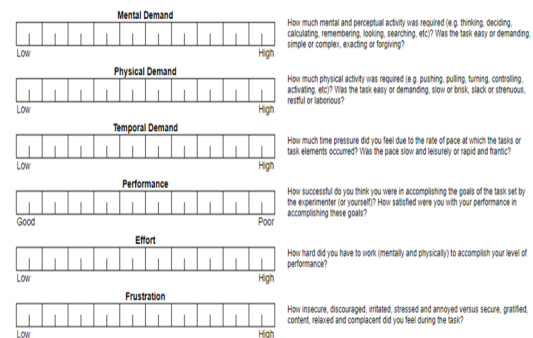 Mental Demand
How much mental and perceptual activity was required (e.g. thinking, deciding,
calculating, remembering, looking, searching, etc)? Was the task easy or demanding,
simple or complex, exacting or forgiving?
Low High
Physical Demand
How much physical activity was required (e.g. pushing, pulling, turning, controlling,
activating, etc)? Was the task easy or demanding, slow or brisk, slack or strenuous,
restful or laborious?
Low High
Temporal Demand
How much time pressure did you feel due to the rate of pace at which the tasks or
task elements occurred? Was the pace slow and leisurely or rapid and frantic?
Low High
Performance
How successful do you think you were in accomplishing the goals of the task set by
the experimenter (or yourself)? How satisfied were you with your performance in
accomplishing these goals?
Good Poor
Effort
How hard did you have to work (mentally and physically) to accomplish your level of
performance?
Low High
Frustration
How insecure, discouraged, irritated, stressed and annoyed versus secure, gratified,
content, relaxed and complacent did you feel during the task?
Low High